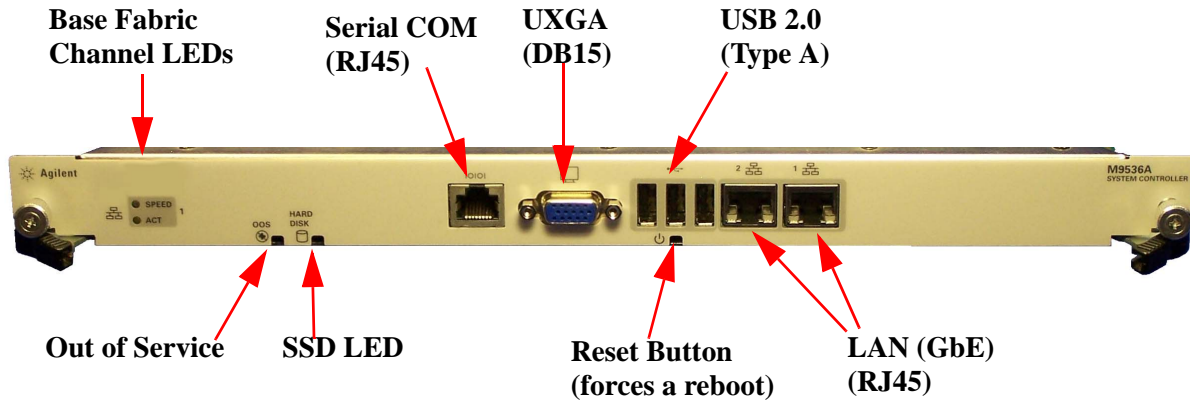 Base Fabric
Channel LEDs
Serial COM
(RJ45)
UXGA
(DB15)
USB 2.0
(Type A)
Agilent
SPEED
ACT
1
OOS
HARD
DISK
IOIOI
2
1
M9536A
SYSTEM CONTROLLER
Out of Service
SSD LED
Reset Button
(forces a reboot)
LAN (GbE)
(RJ45)